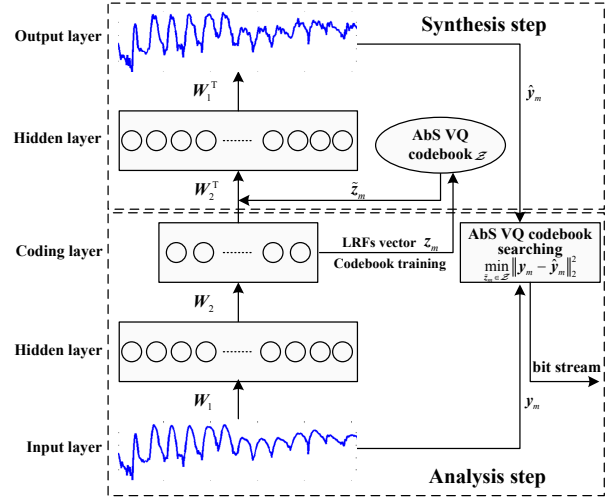 Output layer
Synthesis step
W₁ᵀ
ŷₘ
Hidden layer
AbS VQ
codebook 𝒵
W₂ᵀ
z̃ₘ
Coding layer
LRFs vector zₘ
Codebook training
AbS VQ codebook
searching
min ‖yₘ − ŷₘ‖₂²
z̃ₘ∈𝒵
W₂
Hidden layer
bit stream
W₁
yₘ
Input layer
Analysis step